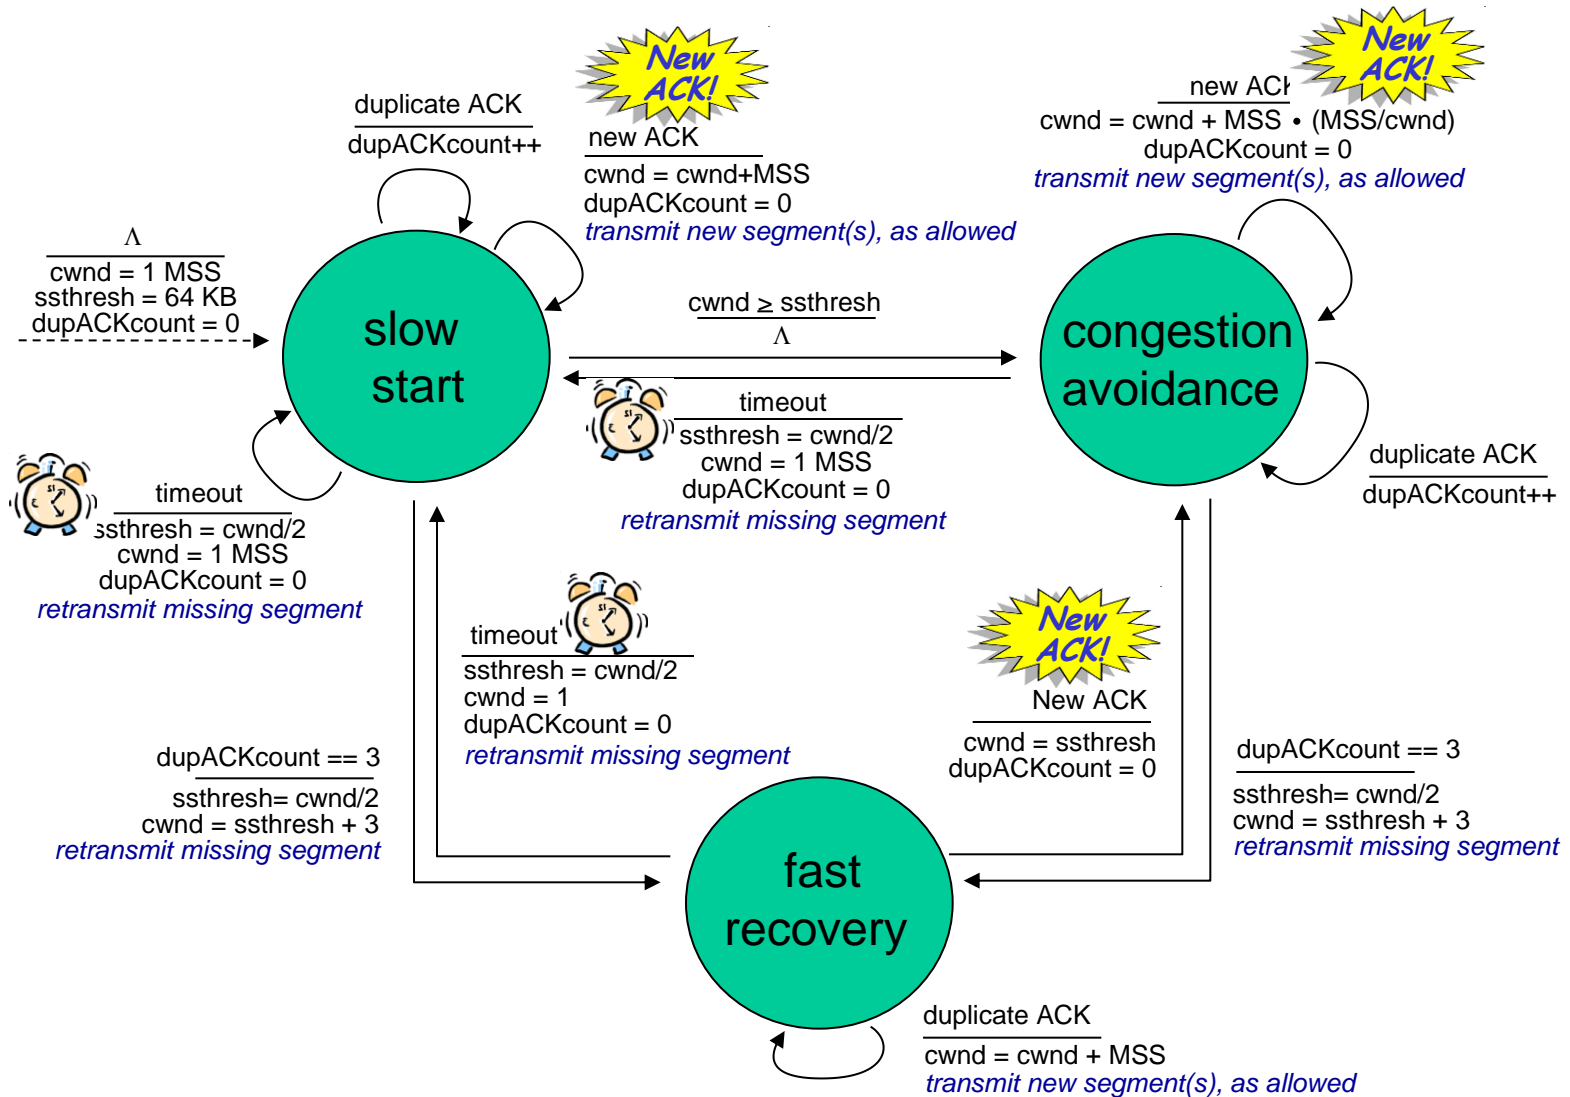 New
ACK!
duplicate ACK
dupACKcount++
new ACK
cwnd = cwnd+MSS
dupACKcount = 0
transmit new segment(s), as allowed
New
ACK!
new ACK
cwnd = cwnd + MSS • (MSS/cwnd)
dupACKcount = 0
transmit new segment(s), as allowed
Λ
cwnd = 1 MSS
ssthresh = 64 KB
dupACKcount = 0
slow
start
cwnd ≥ ssthresh
Λ
congestion
avoidance
timeout
ssthresh = cwnd/2
cwnd = 1 MSS
dupACKcount = 0
retransmit missing segment
duplicate ACK
dupACKcount++
timeout
ssthresh = cwnd/2
cwnd = 1 MSS
dupACKcount = 0
retransmit missing segment
timeout
ssthresh = cwnd/2
cwnd = 1
dupACKcount = 0
retransmit missing segment
New
ACK!
New ACK
cwnd = ssthresh
dupACKcount = 0
dupACKcount == 3
ssthresh= cwnd/2
cwnd = ssthresh + 3
retransmit missing segment
dupACKcount == 3
ssthresh= cwnd/2
cwnd = ssthresh + 3
retransmit missing segment
fast
recovery
duplicate ACK
cwnd = cwnd + MSS
transmit new segment(s), as allowed